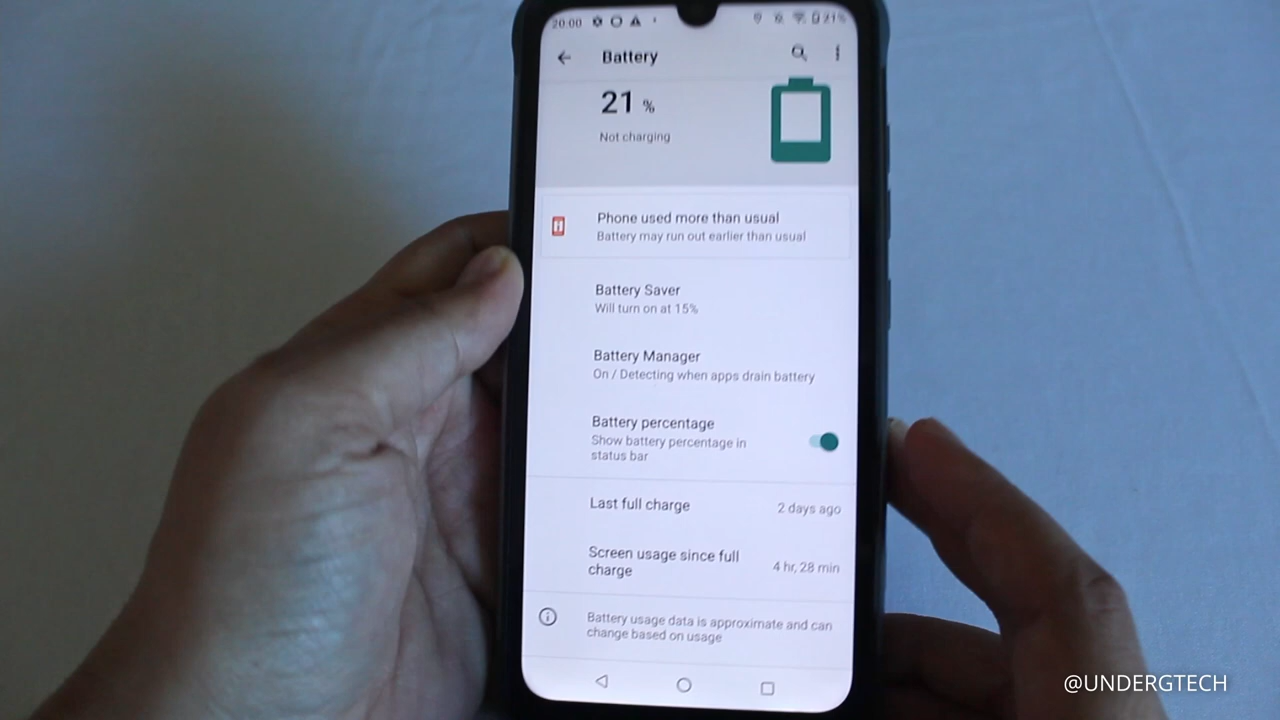 20:00
21%
Battery
21 %
Not charging
Phone used more than usual
Battery may run out earlier than usual
Battery Saver
Will turn on at 15%
Battery Manager
On / Detecting when apps drain battery
Battery percentage
Show battery percentage in
status bar
Last full charge
2 days ago
Screen usage since full
charge
4 hr, 28 min
Battery usage data is approximate and can
change based on usage
@UNDERGTECH